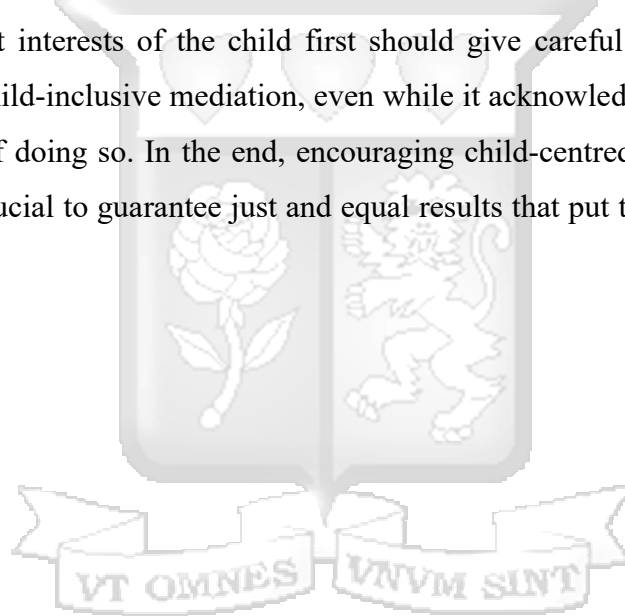 t interests of the child first should give careful
ild-inclusive mediation, even while it acknowled
f doing so. In the end, encouraging child-centred
ucial to guarantee just and equal results that put t
VT OMNES VNVM SINT